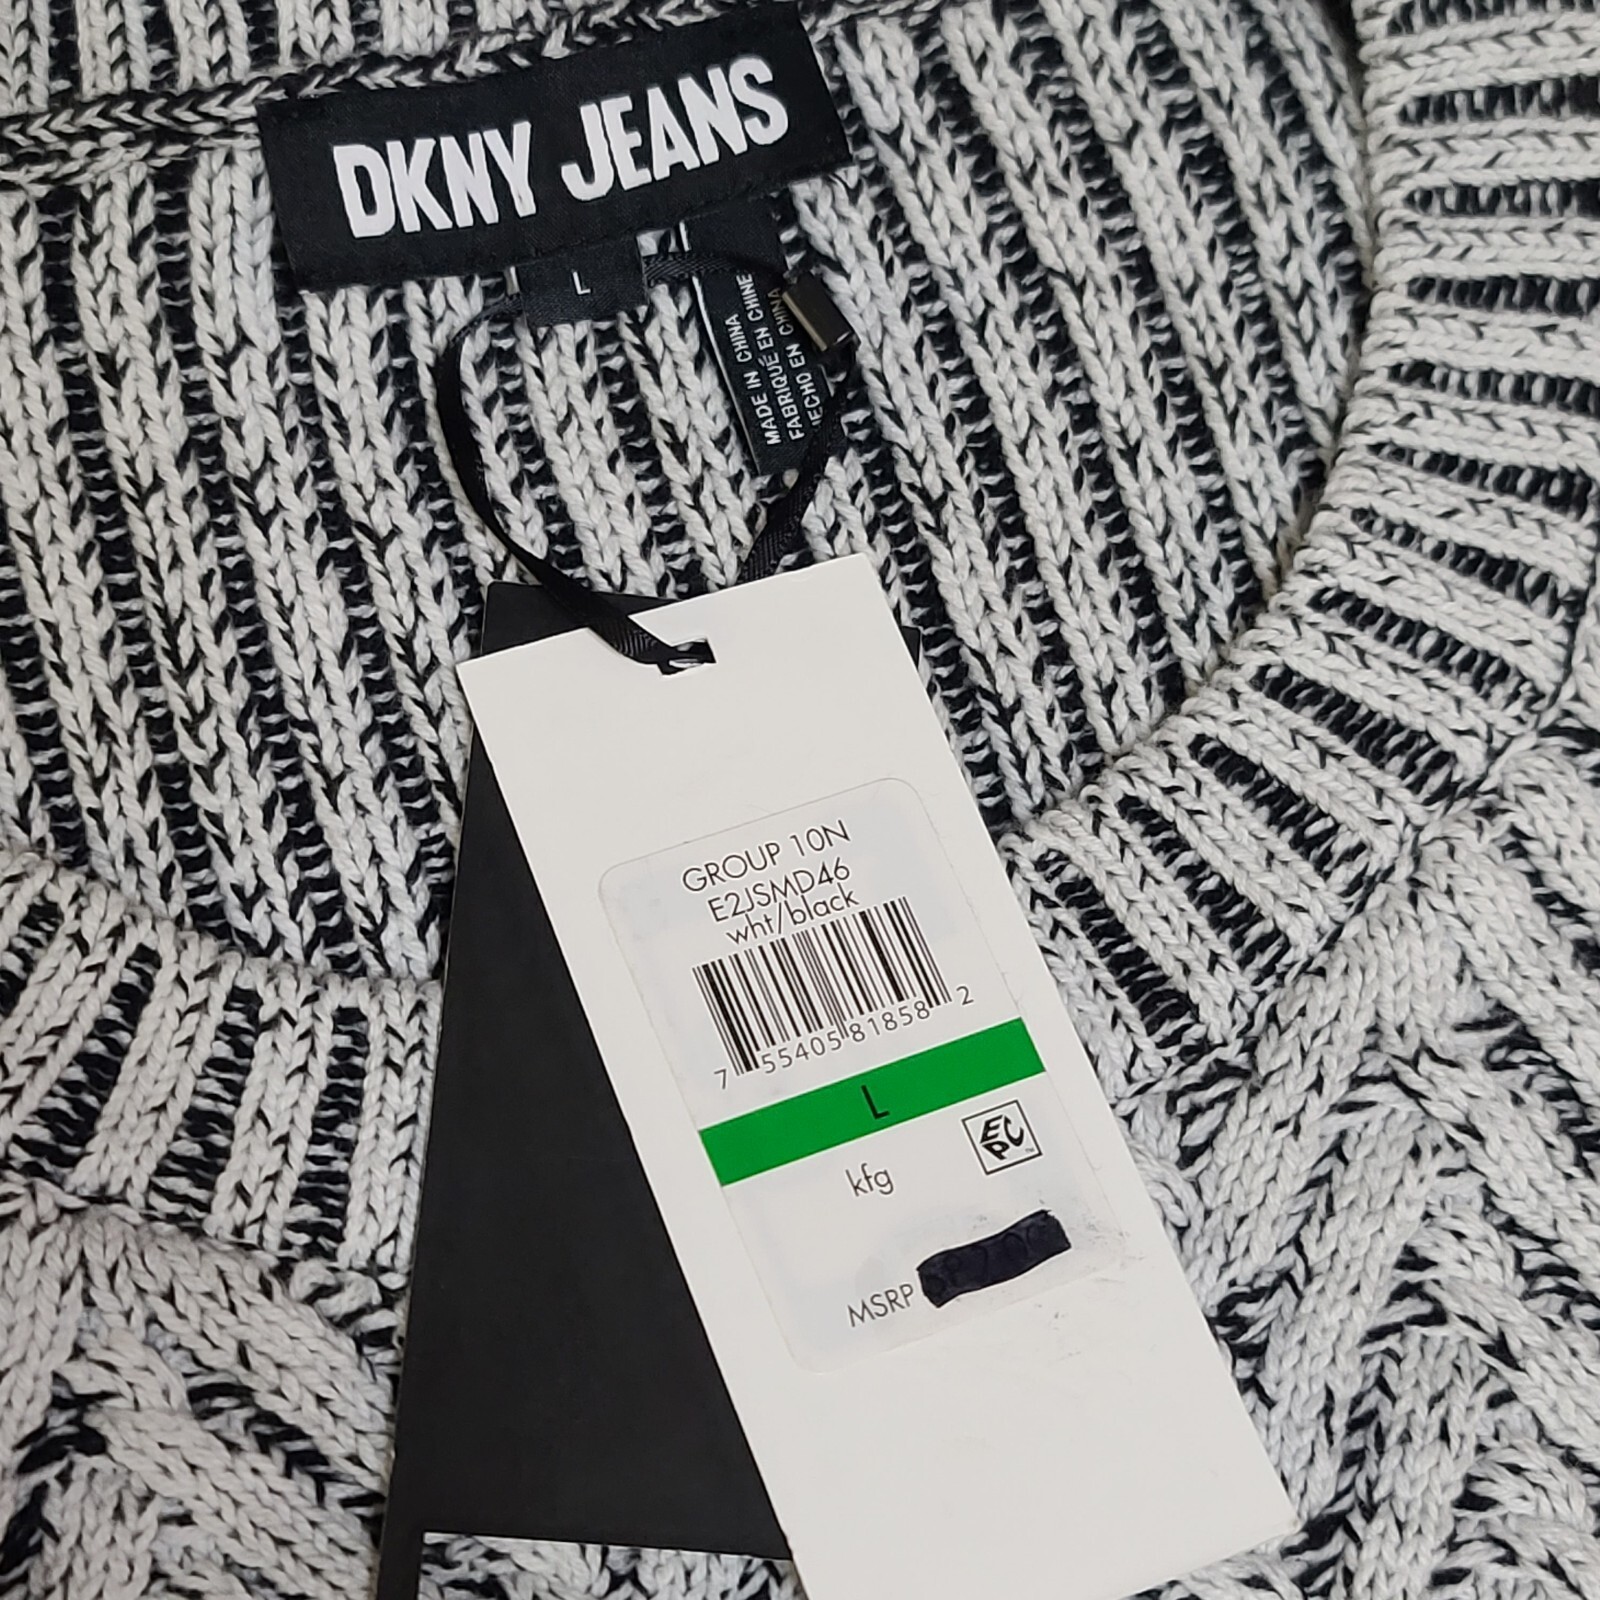 DKNY JEANS
L
MADE IN CHINA
FABRIQUÉ EN CHINE
HECHO EN CHINA
GROUP 10N
E2JSMD46
wht/black
7 55405 81858 2
L
kfg
EPC
MSRP